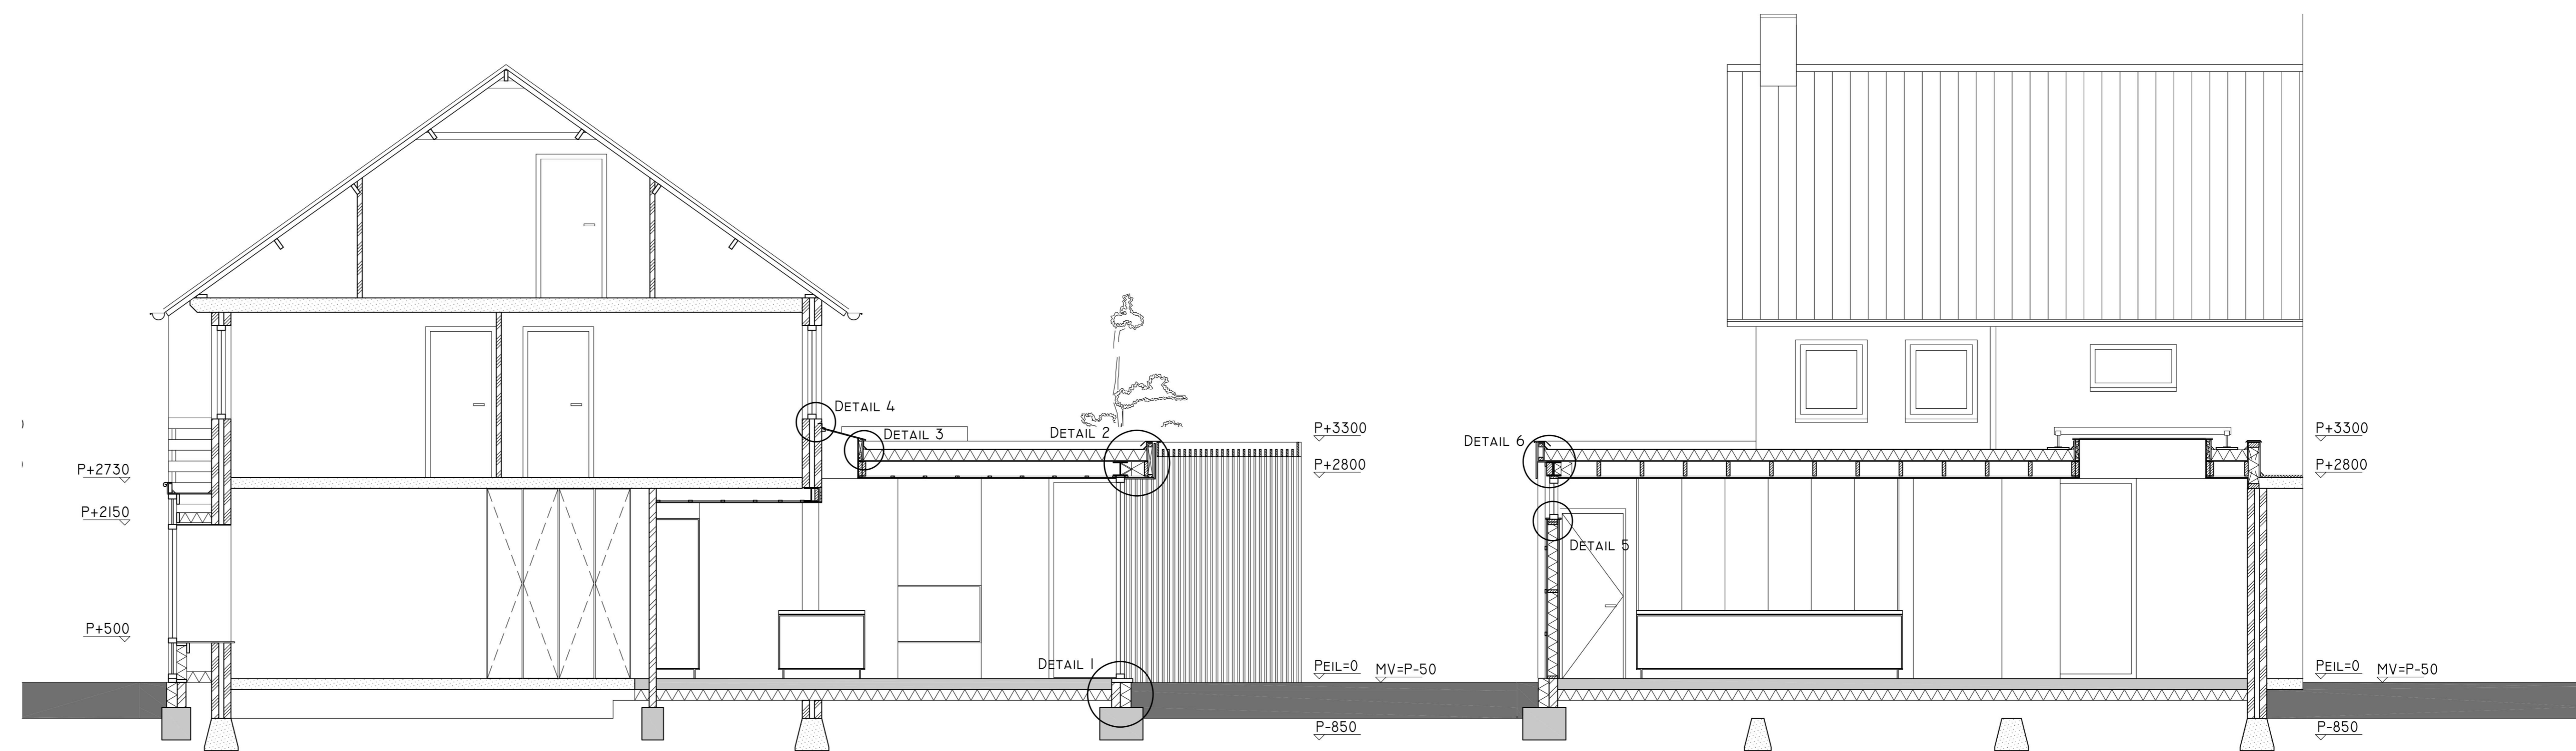 DETAIL 4
DETAIL 3
DETAIL 2
P+3300
P+2800
P+2730
P+2150
P+500
DETAIL 1
PEIL=0
MV=P-50
P-850
DETAIL 6
DETAIL 5
P+3300
P+2800
PEIL=0
MV=P-50
P-850